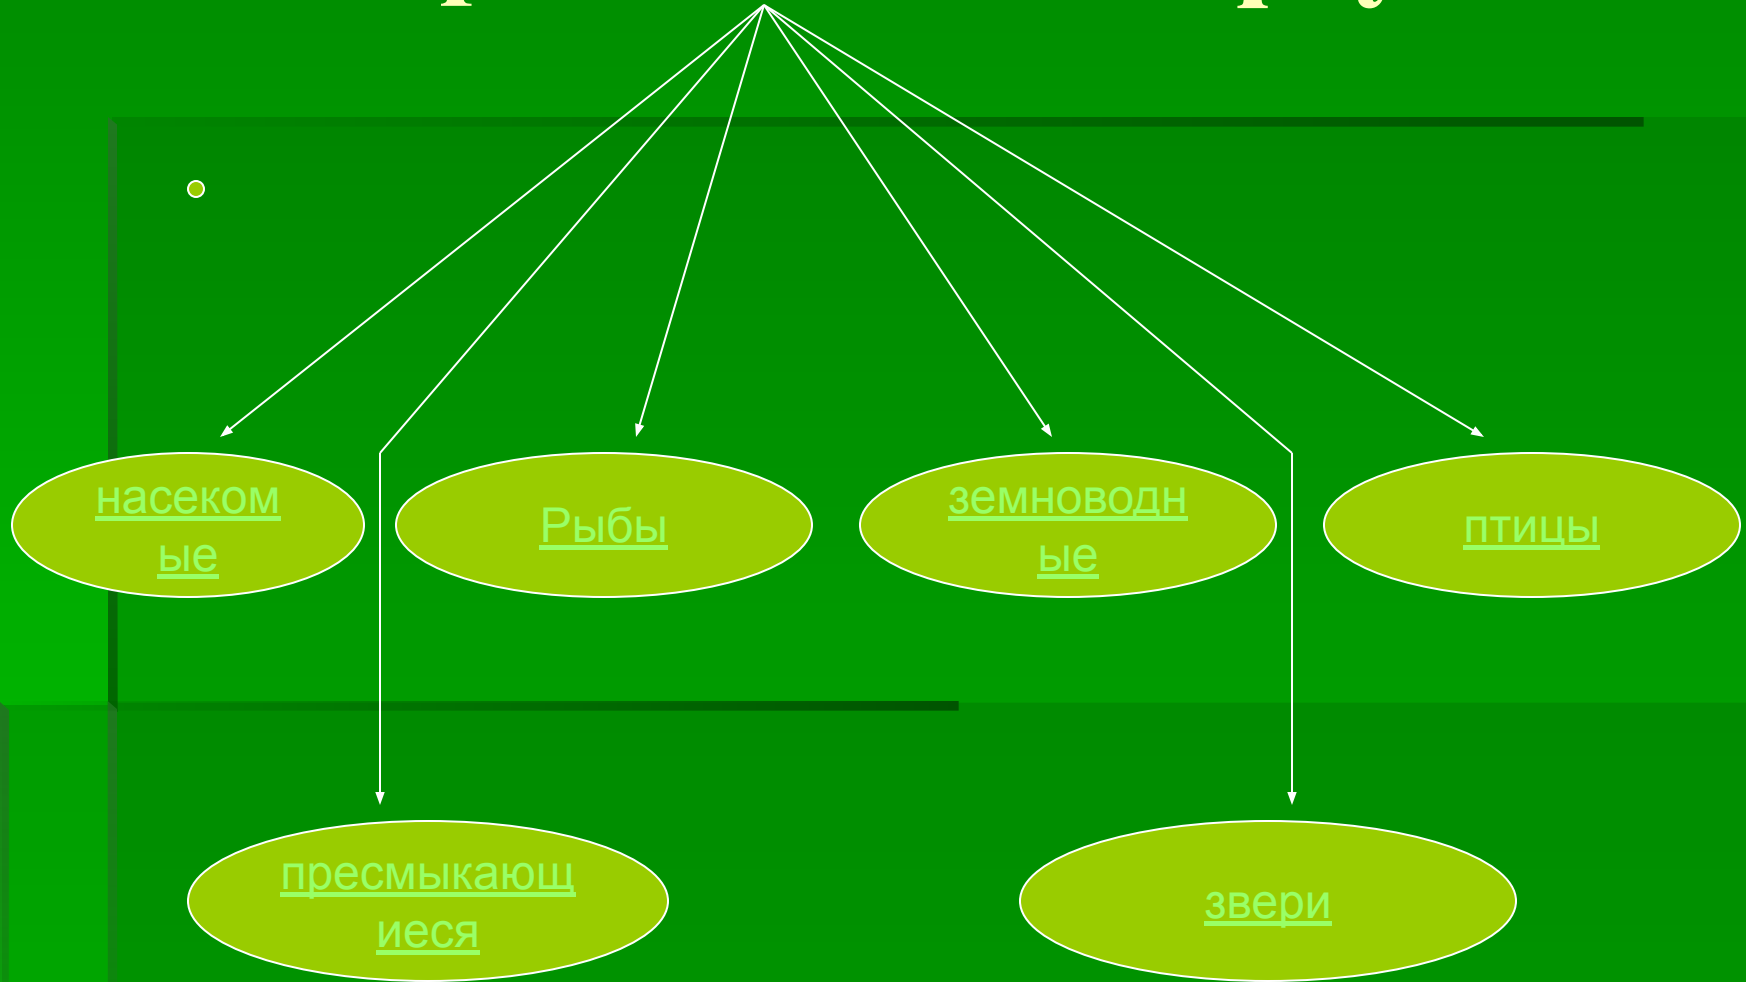 насеком
ые
Рыбы
земноводн
ые
птицы
пресмыкающ
иеся
звери